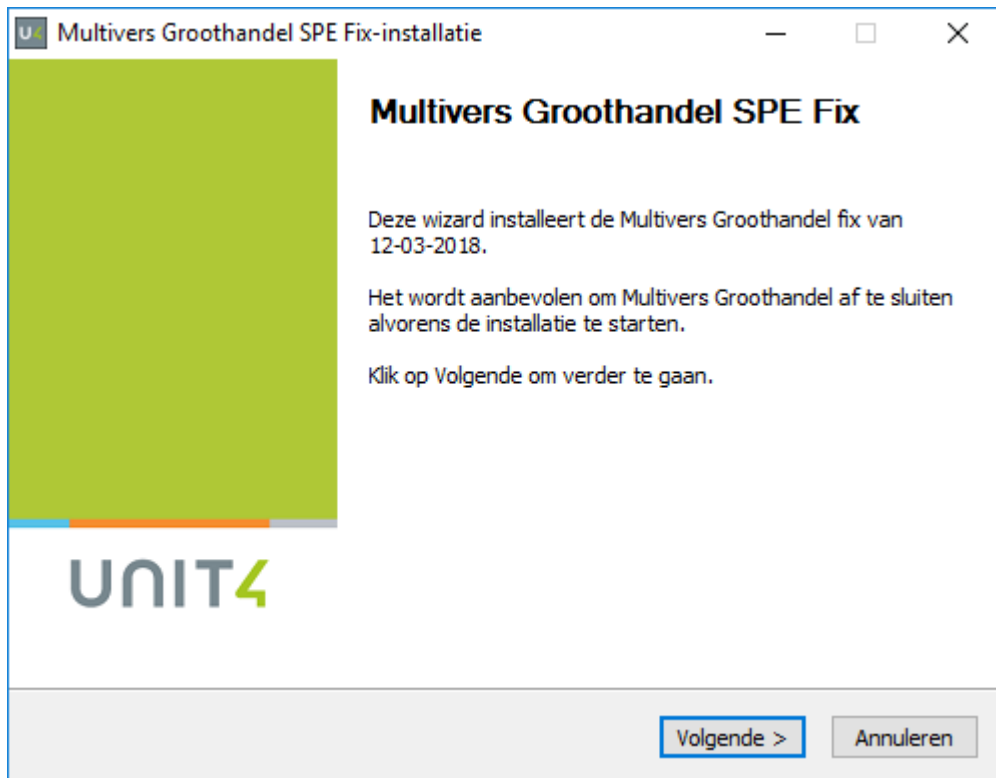 U4 Multivers Groothandel SPE Fix-installatie
Multivers Groothandel SPE Fix
Deze wizard installeert de Multivers Groothandel fix van
12-03-2018.
Het wordt aanbevolen om Multivers Groothandel af te sluiten
alvorens de installatie te starten.
Klik op Volgende om verder te gaan.
UNIT4
Volgende > Annuleren